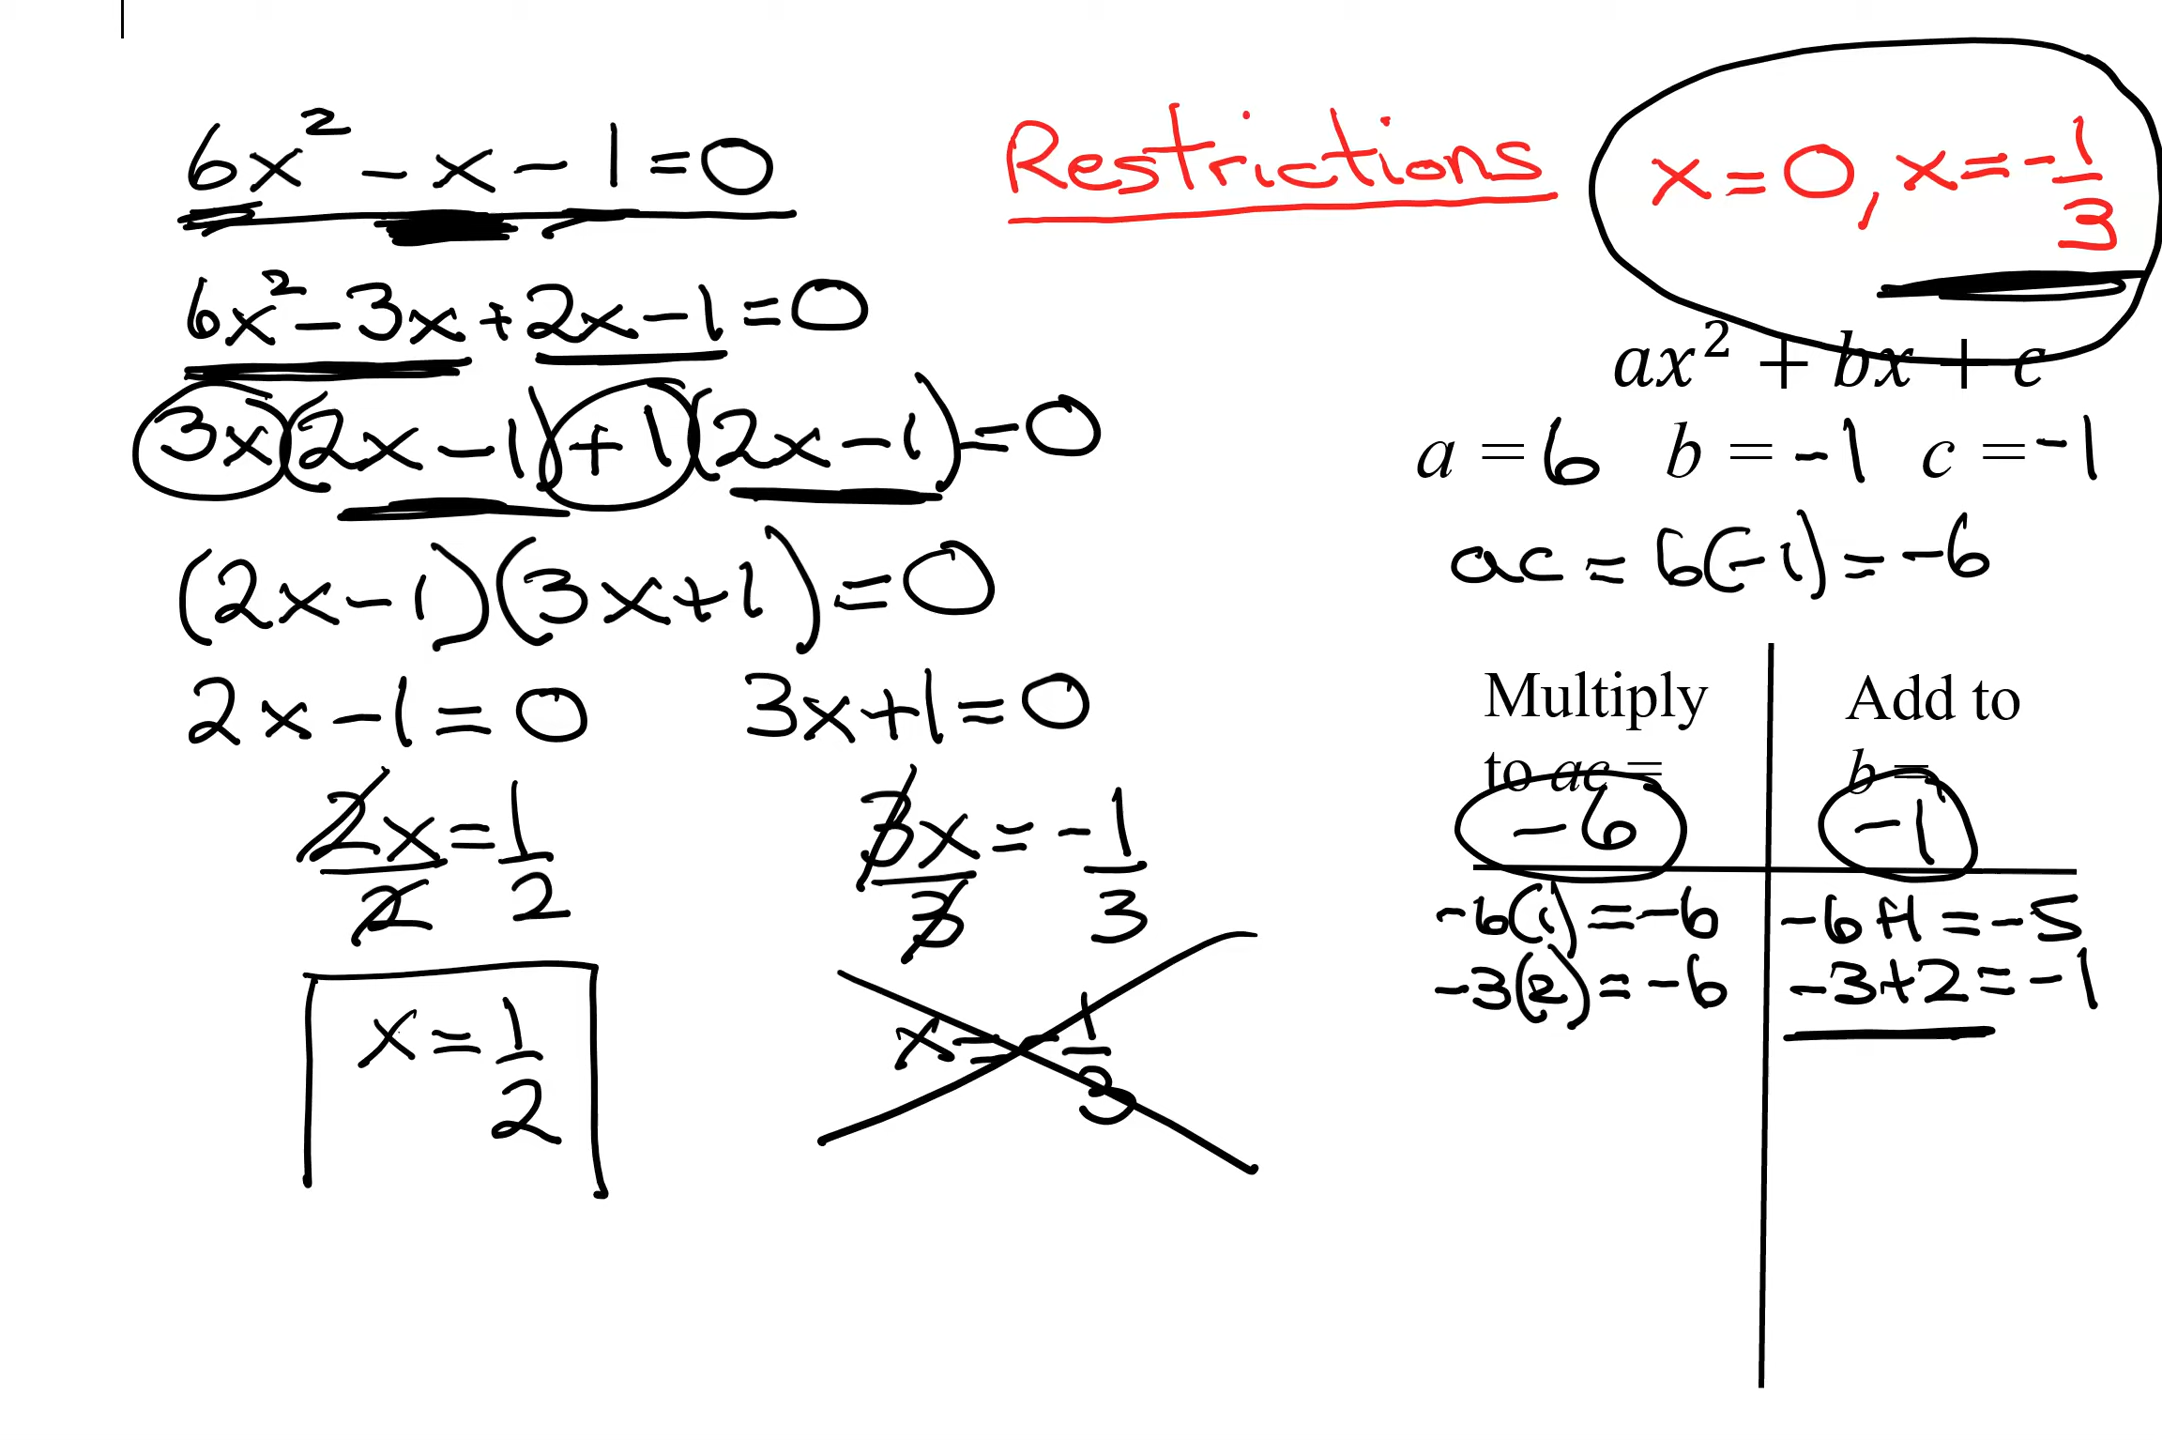 6x² - x - 1 = 0
Restrictions x = 0, x = -1/3
6x² - 3x + 2x - 1 = 0
3x(2x - 1) + 1(2x - 1) = 0
(2x - 1)(3x + 1) = 0
2x - 1 = 0 3x + 1 = 0
2x/2 = 1/2 3x/3 = -1/3
x = 1/2 x = -1/3
ax² + bx + c
a = 6 b = -1 c = -1
ac = 6(-1) = -6
Multiply to ac =
-6
Add to b =
-1
-6(1) = -6 -6+1 = -5
-3(2) = -6 -3+2 = -1